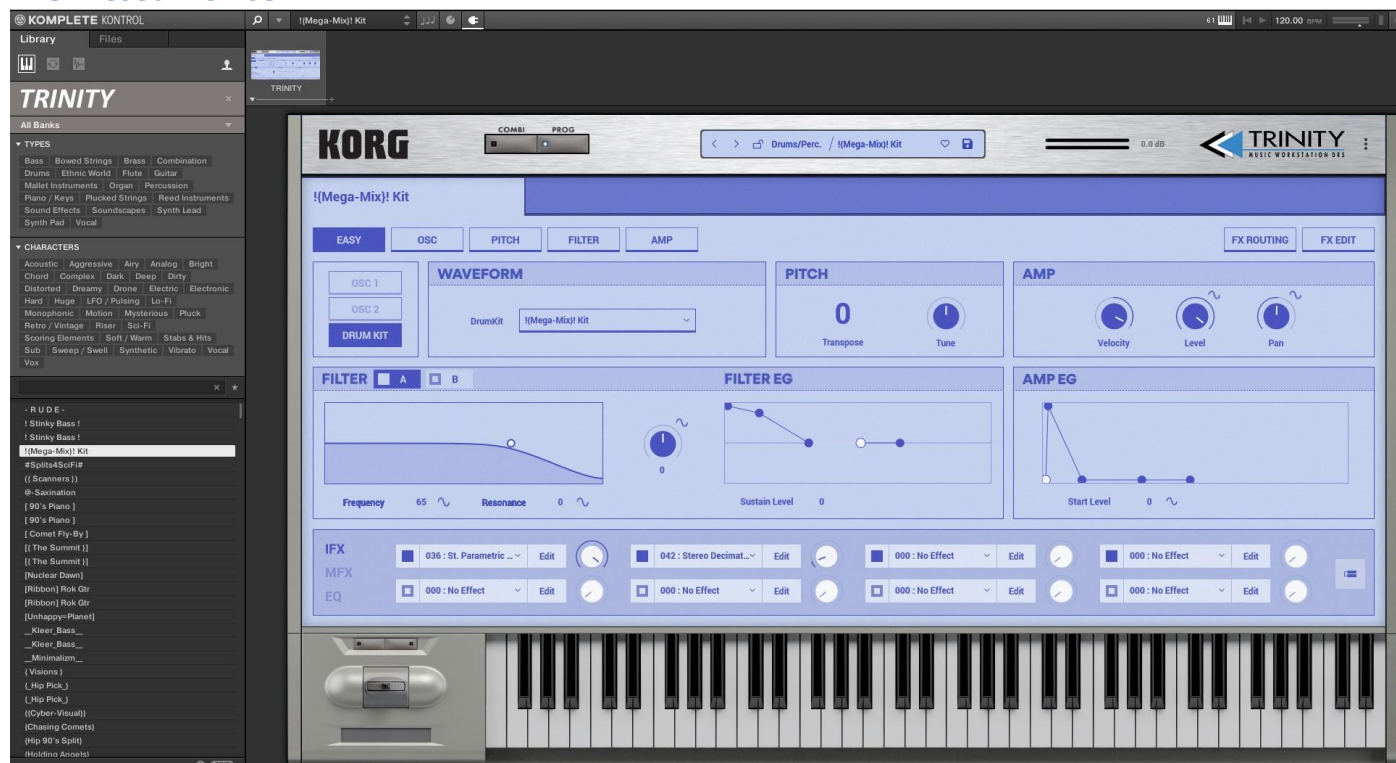 KOMPLETE KONTROL
!(Mega-Mix)! Kit
61
120.00 BPM
Library Files
TRINITY
All Banks
TYPES
Bass Bowed Strings Brass Combination
Drums Ethnic World Flute Guitar
Mallet Instruments Organ Percussion
Piano / Keys Plucked Strings Reed Instruments
Sound Effects Soundscapes Synth Lead
Synth Pad Vocal
CHARACTERS
Acoustic Aggressive Airy Analog Bright
Chord Complex Dark Deep Dirty
Distorted Dreamy Drone Electric Electronic
Hard Huge LFO / Pulsing Lo-Fi
Monophonic Motion Mysterious Pluck
Retro / Vintage Riser Sci-Fi
Scoring Elements Soft / Warm Stabs & Hits
Sub Sweep / Swell Synthetic Vibrato Vocal
Vox
- R U D E -
! Stinky Bass !
! Stinky Bass !
!(Mega-Mix)! Kit
#Splits4SciFi#
(( Scanners ))
@-Saxination
[ 90's Piano ]
[ 90's Piano ]
[ Comet Fly-By ]
[( The Summit )]
[( The Summit )]
[Nuclear Dawn]
[Ribbon] Rok Gtr
[Ribbon] Rok Gtr
[Unhappy=Planet]
__Kleer_Bass__
__Kleer_Bass__
__Minimalizm__
( Visions )
(_Hip Pick_)
(_Hip Pick_)
((Cyber-Visual))
(Chasing Comets)
(Hip 90's Split)
(Holding Angels)
TRINITY
KORG
COMBI PROG
Drums/Perc. / !(Mega-Mix)! Kit
0.0 dB
TRINITY
MUSIC WORKSTATION DRS
!(Mega-Mix)! Kit
EASY OSC PITCH FILTER AMP FX ROUTING FX EDIT
OSC 1
OSC 2
DRUM KIT
WAVEFORM
DrumKit !(Mega-Mix)! Kit
PITCH
0
Transpose Tune
AMP
Velocity Level Pan
FILTER A B
0
Frequency 65 Resonance 0
FILTER EG
Sustain Level 0
AMP EG
Start Level 0
IFX
MFX
EQ
036 : St. Parametric ... Edit 042 : Stereo Decimat... Edit 000 : No Effect Edit 000 : No Effect Edit
000 : No Effect Edit 000 : No Effect Edit 000 : No Effect Edit 000 : No Effect Edit